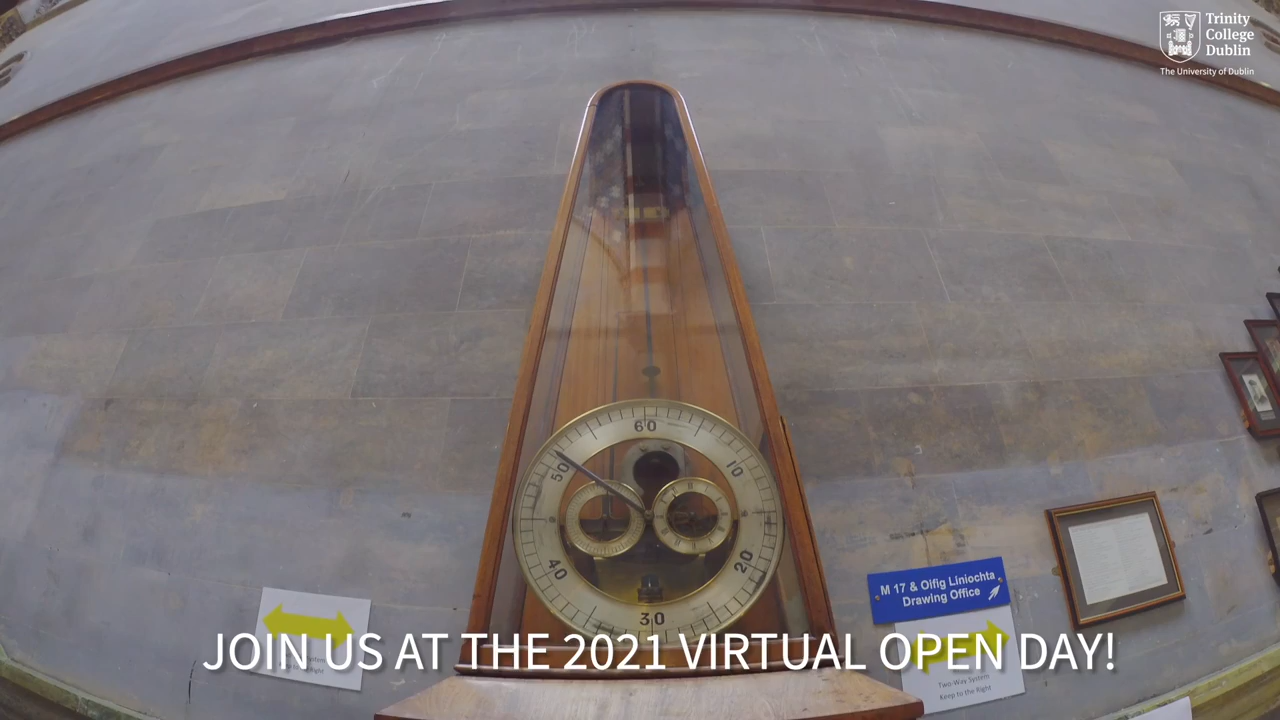 Trinity
College
Dublin
The University of Dublin
60
50
10
40
20
30
M 17 & Oifig Líníochta
Drawing Office
Two-Way System
Keep to the Right
JOIN US AT THE 2021 VIRTUAL OPEN DAY!